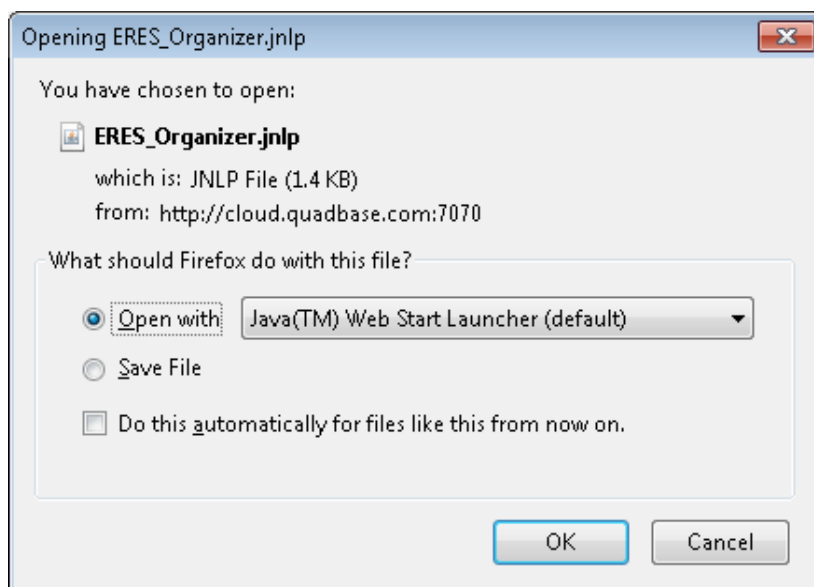 Opening ERES_Organizer.jnlp
You have chosen to open:
ERES_Organizer.jnlp
which is: JNLP File (1.4 KB)
from: http://cloud.quadbase.com:7070
What should Firefox do with this file?
Open with Java(TM) Web Start Launcher (default)
Save File
Do this automatically for files like this from now on.
OK Cancel